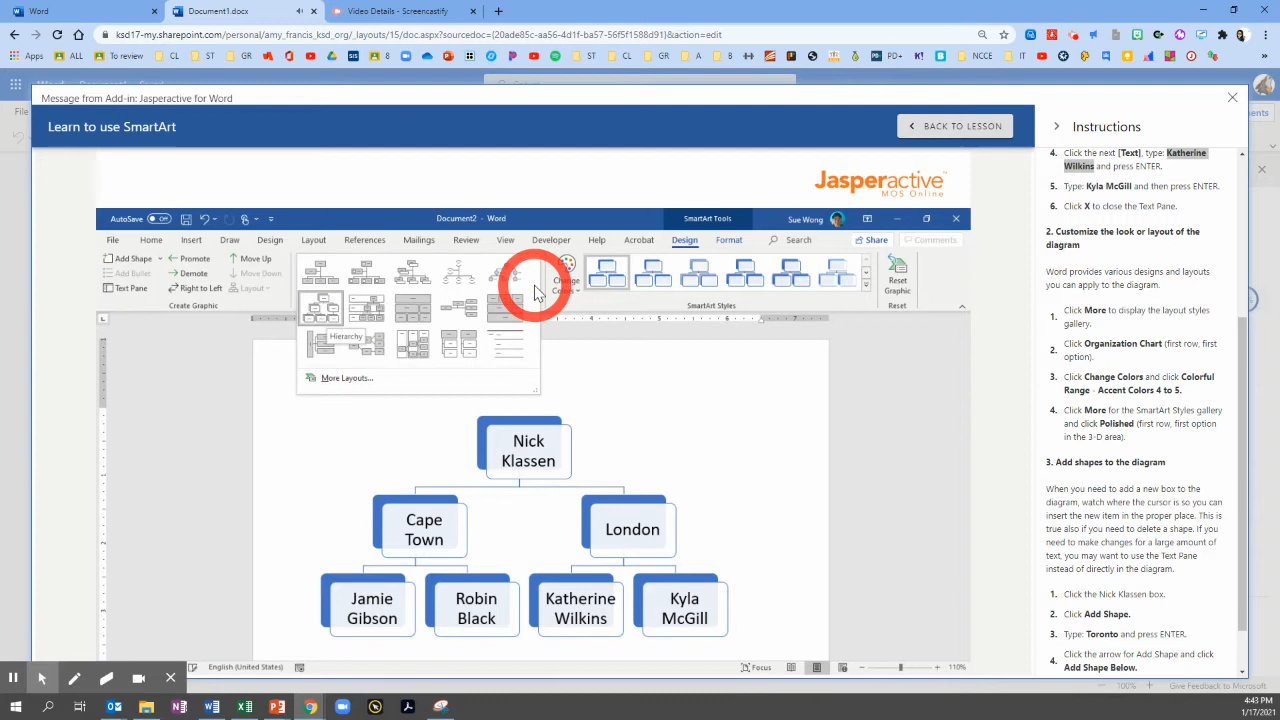 Word
Document1.docx
Video Details - Screencastify
ksd17-my.sharepoint.com/personal/amy_francis_ksd_org/_layouts/15/doc.aspx?sourcedoc={20ade85c-aa56-4d1f-ba57-56f5f1588d91}&action=edit
Apps
ALL
To review
CL
ST
GR
SIS
8
ST
CL
GR
A
B
PD+
K!
BR
NCCE
IT
Message from Add-in: Jasperactive for Word
Learn to use SmartArt
BACK TO LESSON
Instructions
Jasperactive™
MOS Online
AutoSave Off
Document2 - Word
SmartArt Tools
Sue Wong
File Home Insert Draw Design Layout References Mailings Review View Developer Help Acrobat Design Format Search Share Comments
Add Shape Promote Move Up
Add Bullet Demote Move Down
Text Pane Right to Left Layout
Create Graphic
Hierarchy
More Layouts...
Change
Colors
SmartArt Styles
Reset
Graphic
Nick
Klassen
Cape
Town
London
Jamie
Gibson
Robin
Black
Katherine
Wilkins
Kyla
McGill
English (United States)
Focus
110%
4. Click the next [Text], type: Katherine
Wilkins and press ENTER.
5. Type: Kyla McGill and then press ENTER.
6. Click X to close the Text Pane.
2. Customize the look or layout of the
diagram
Word provides various designs and layouts
you can apply to the diagram.
1. Click More to display the layout styles
gallery.
2. Click Organization Chart (first row, first
option).
3. Click Change Colors and click Colorful
Range - Accent Colors 4 to 5.
4. Click More for the SmartArt Styles gallery
and click Polished (first row, first option
in the 3-D area).
3. Add shapes to the diagram
When you need to add a new box to the
diagram, watch where the cursor is so you can
insert the new item in the proper place. This is
true also if you need to delete a shape. If you
need to make changes for a large amount of
text, you may want to use the Text Pane
instead of directly in the diagram.
1. Click the Nick Klassen box.
2. Click Add Shape.
3. Type: Toronto and press ENTER.
4. Click the arrow for Add Shape and click
Add Shape Below.
100%
Give Feedback to Microsoft
4:43 PM
1/17/2021